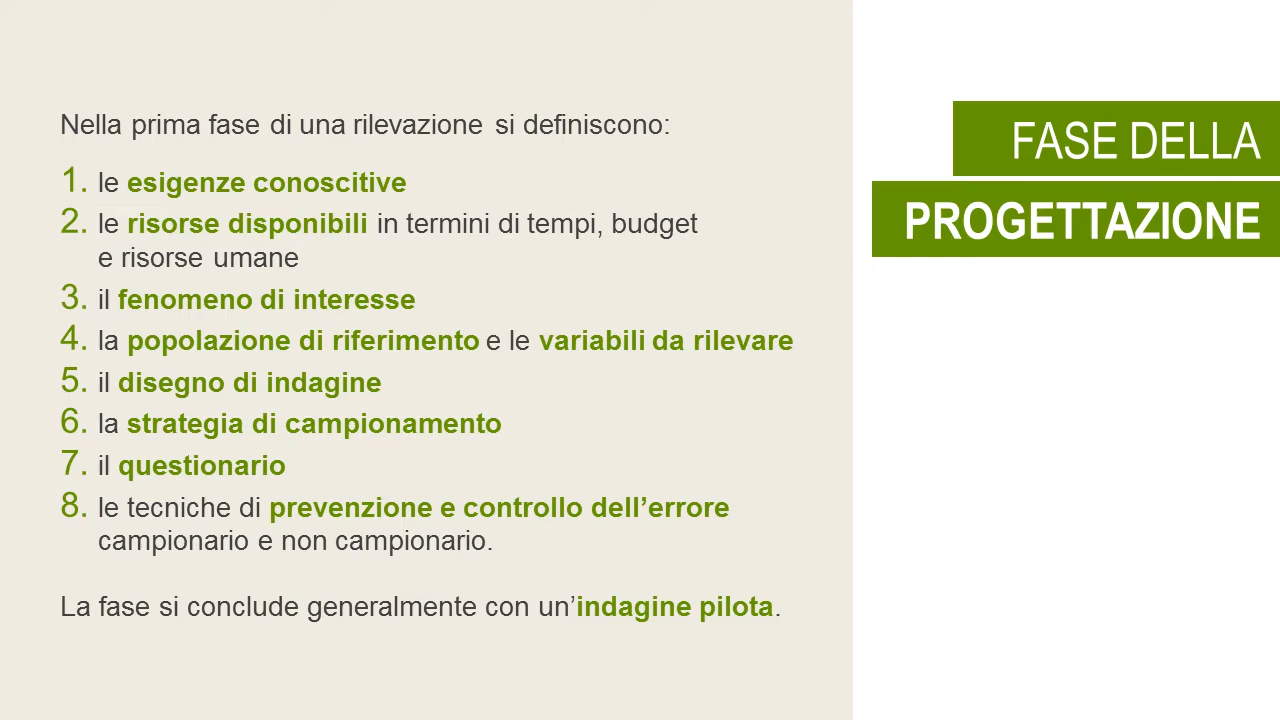 Nella prima fase di una rilevazione si definiscono:
1. le esigenze conoscitive
2. le risorse disponibili in termini di tempi, budget
e risorse umane
3. il fenomeno di interesse
4. la popolazione di riferimento e le variabili da rilevare
5. il disegno di indagine
6. la strategia di campionamento
7. il questionario
8. le tecniche di prevenzione e controllo dell’errore
campionario e non campionario.
La fase si conclude generalmente con un’indagine pilota.
FASE DELLA
PROGETTAZIONE